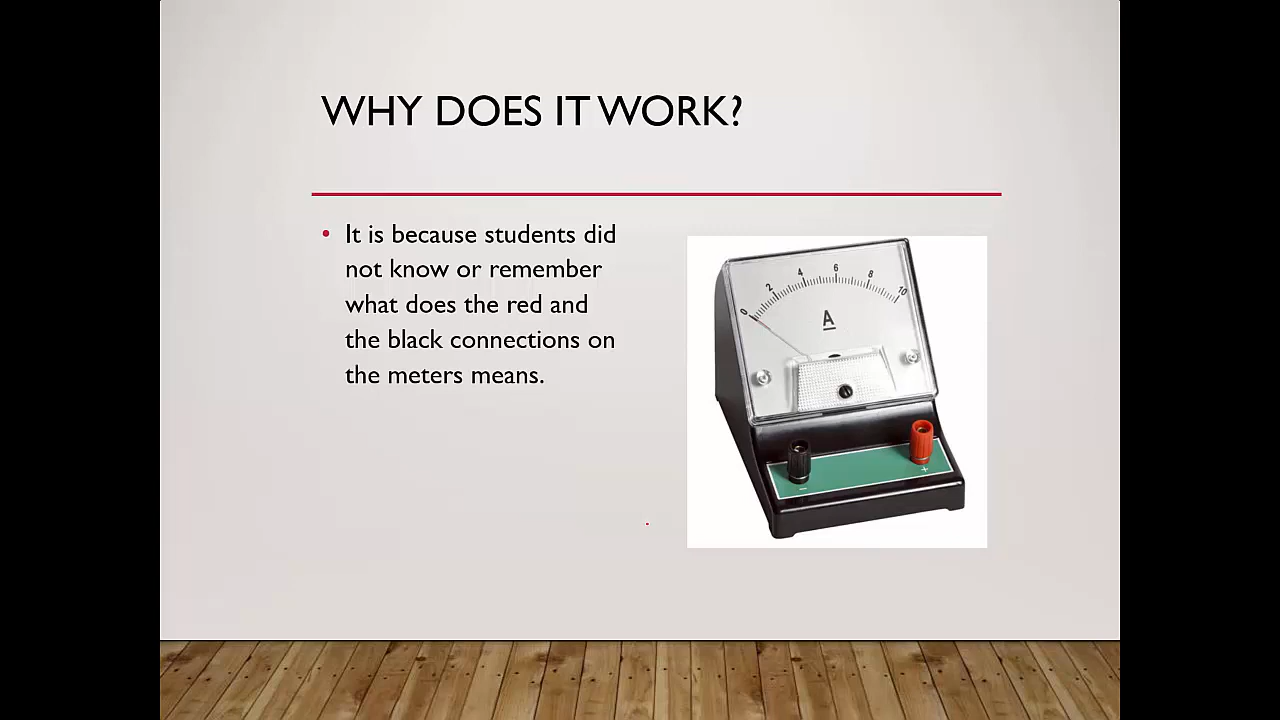 WHY DOES IT WORK?
• It is because students did
not know or remember
what does the red and
the black connections on
the meters means.
0 2 4 6 8 10
A
− +